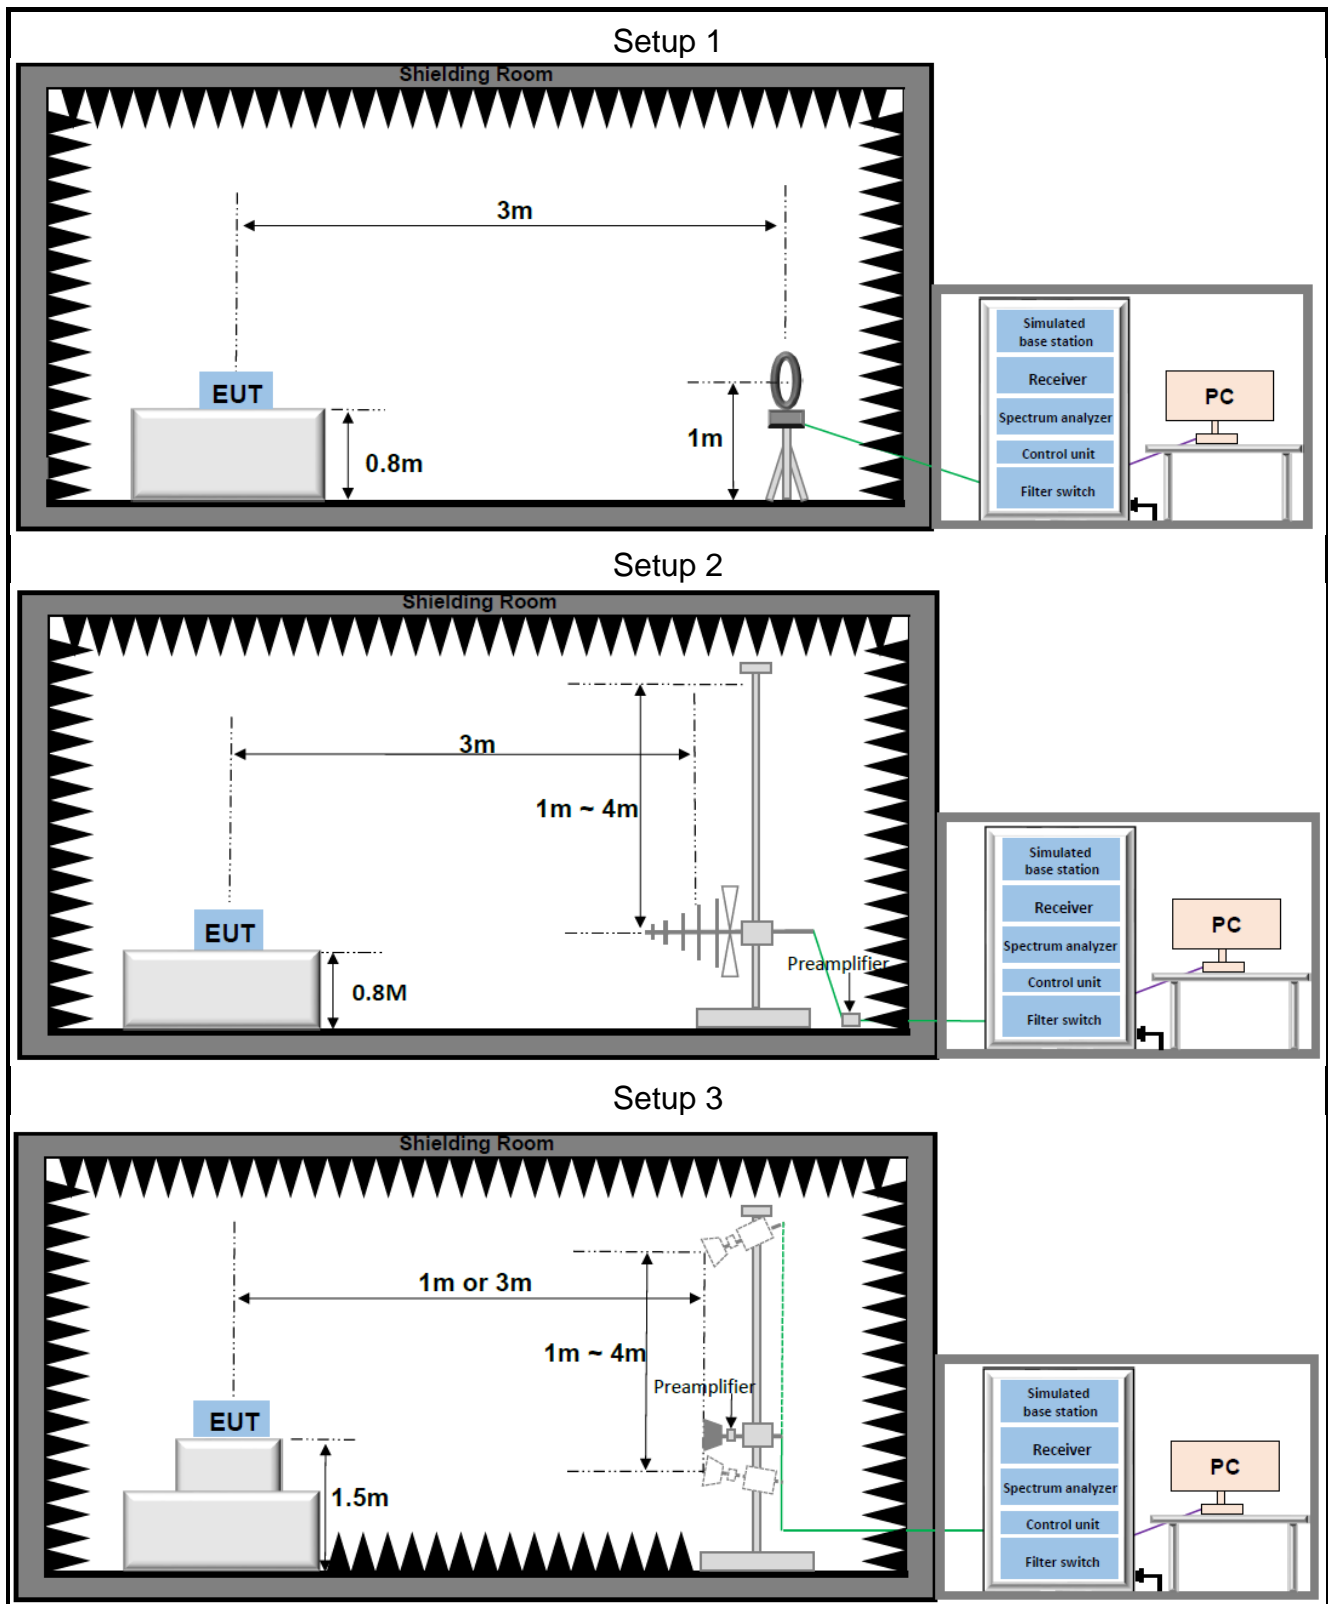 Setup 1
Shielding Room
3m
EUT
0.8m
1m
Simulated
base station
Receiver
Spectrum analyzer
Control unit
Filter switch
PC
Setup 2
Shielding Room
3m
1m ~ 4m
EUT
0.8M
Preamplifier
Simulated
base station
Receiver
Spectrum analyzer
Control unit
Filter switch
PC
Setup 3
Shielding Room
1m or 3m
1m ~ 4m
Preamplifier
EUT
1.5m
Simulated
base station
Receiver
Spectrum analyzer
Control unit
Filter switch
PC